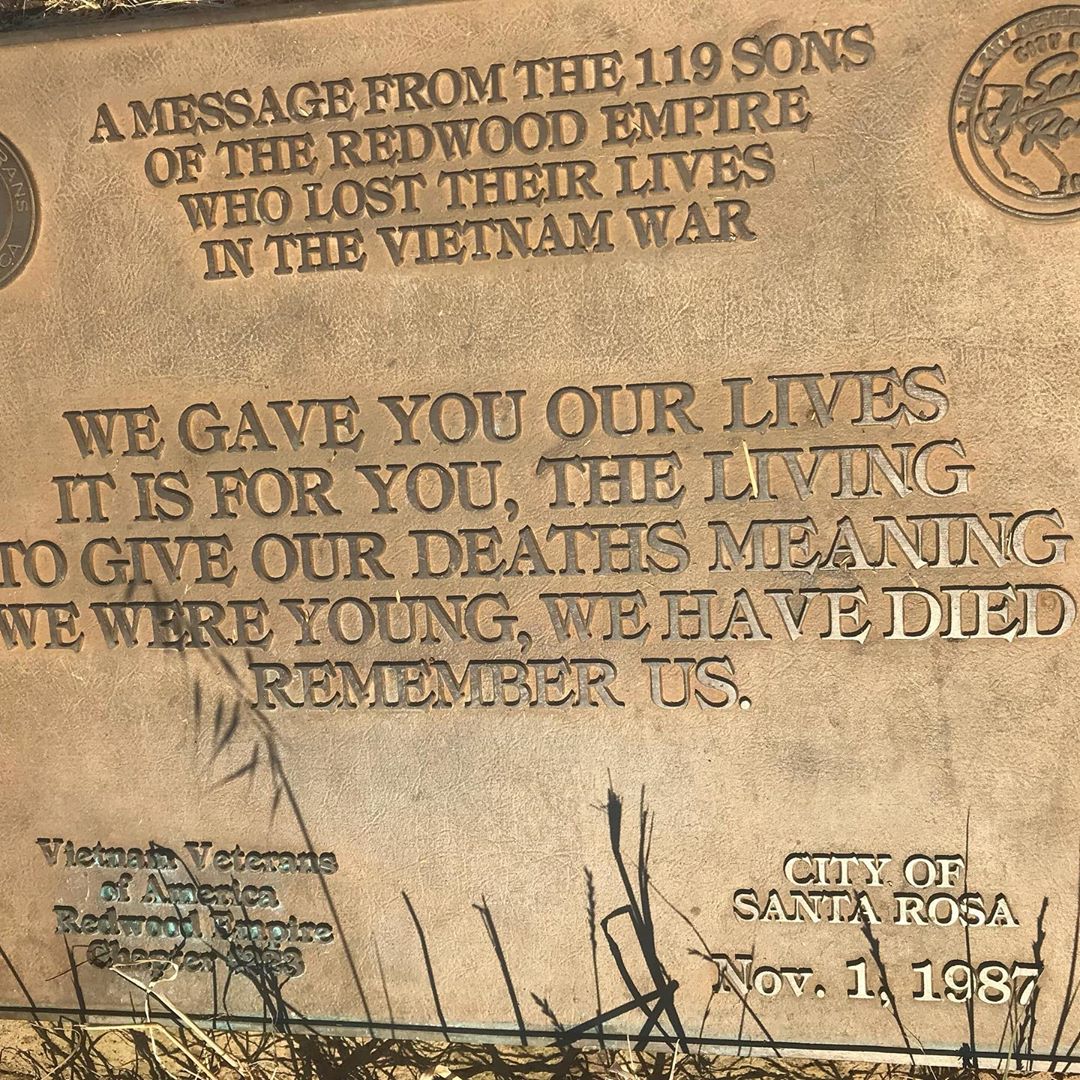 A MESSAGE FROM THE 119 SONS
OF THE REDWOOD EMPIRE
WHO LOST THEIR LIVES
IN THE VIETNAM WAR
WE GAVE YOU OUR LIVES
IT IS FOR YOU, THE LIVING
TO GIVE OUR DEATHS MEANING
WE WERE YOUNG, WE HAVE DIED
REMEMBER US.
Vietnam Veterans
of America
Redwood Empire
Chapter
CITY OF
SANTA ROSA
Nov. 1, 1987